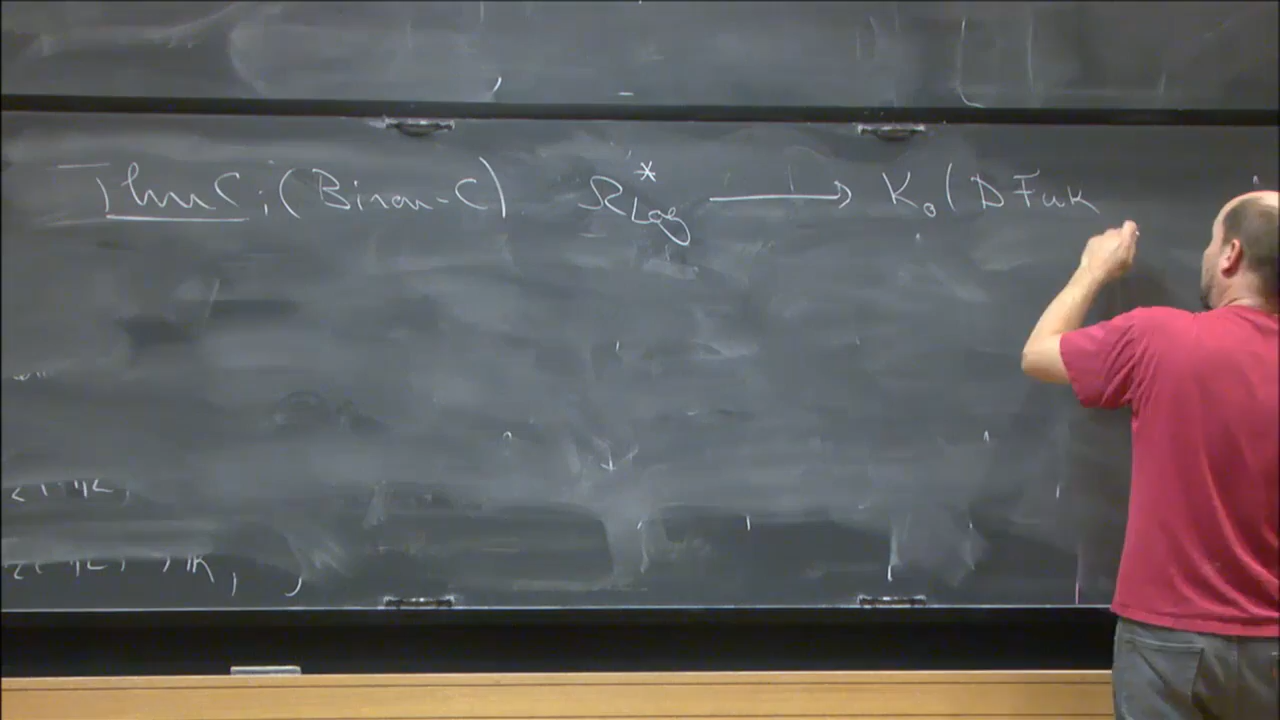 Thm C; (Biran-C) Ω*_Lag → K₀(DFuk